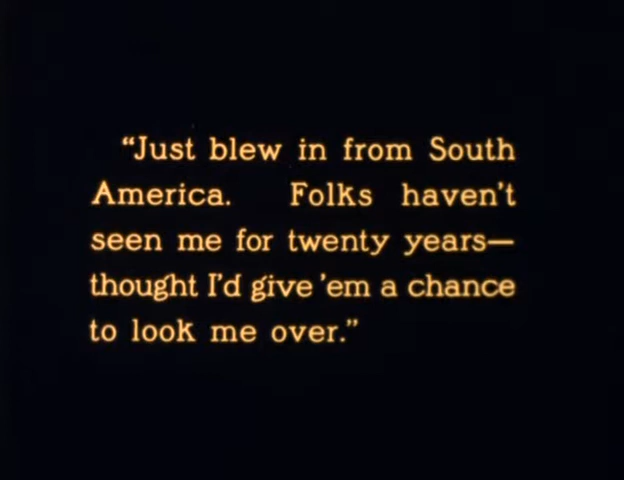 “Just blew in from South
America. Folks haven't
seen me for twenty years—
thought I'd give 'em a chance
to look me over.”